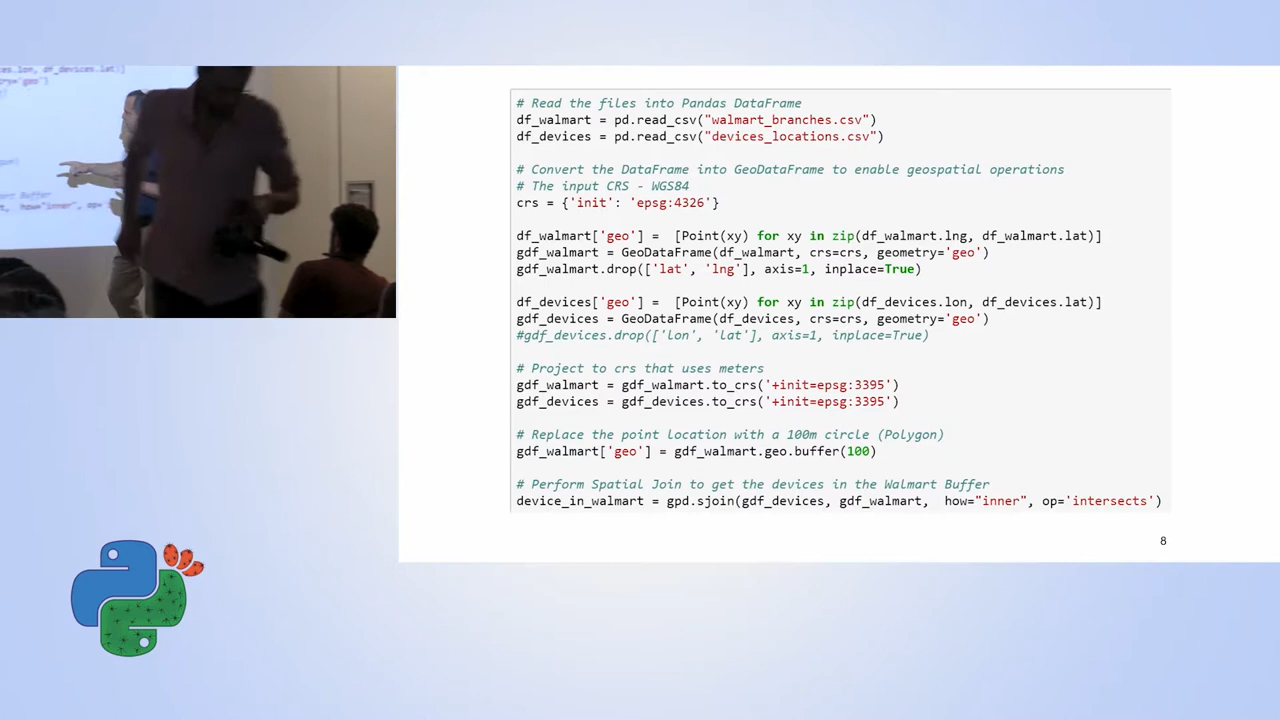 ces.lon, df_devices.lat)]
# Read the files into Pandas DataFrame
df_walmart = pd.read_csv("walmart_branches.csv")
df_devices = pd.read_csv("devices_locations.csv")
# Convert the DataFrame into GeoDataFrame to enable geospatial operations
# The input CRS - WGS84
crs = {'init': 'epsg:4326'}
df_walmart['geo'] =  [Point(xy) for xy in zip(df_walmart.lng, df_walmart.lat)]
gdf_walmart = GeoDataFrame(df_walmart, crs=crs, geometry='geo')
gdf_walmart.drop(['lat', 'lng'], axis=1, inplace=True)
df_devices['geo'] =  [Point(xy) for xy in zip(df_devices.lon, df_devices.lat)]
gdf_devices = GeoDataFrame(df_devices, crs=crs, geometry='geo')
#gdf_devices.drop(['lon', 'lat'], axis=1, inplace=True)
# Project to crs that uses meters
gdf_walmart = gdf_walmart.to_crs('+init=epsg:3395')
gdf_devices = gdf_devices.to_crs('+init=epsg:3395')
# Replace the point location with a 100m circle (Polygon)
gdf_walmart['geo'] = gdf_walmart.geo.buffer(100)
# Perform Spatial Join to get the devices in the Walmart Buffer
device_in_walmart = gpd.sjoin(gdf_devices, gdf_walmart,  how="inner", op='intersects')
8